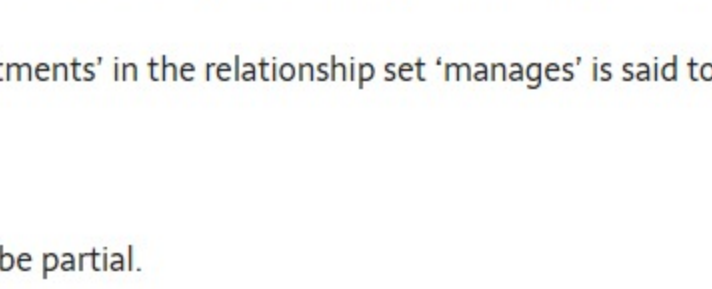 tments’ in the relationship set ‘manages’ is said to
be partial.